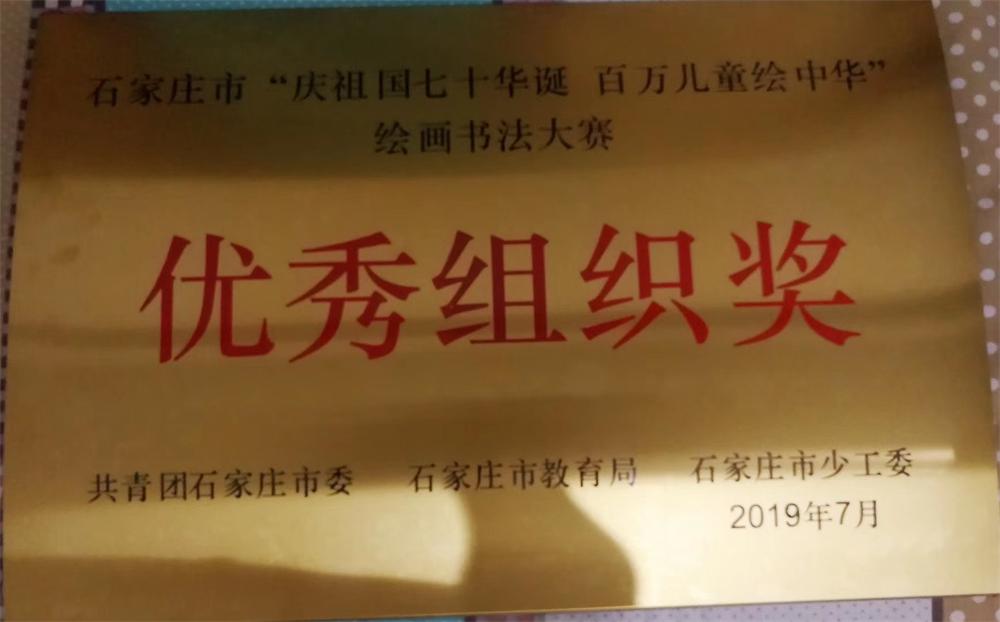 石家庄市“庆祖国七十华诞 百万儿童绘中华”
绘画书法大赛
优秀组织奖
共青团石家庄市委 石家庄市教育局 石家庄市少工委
2019年7月